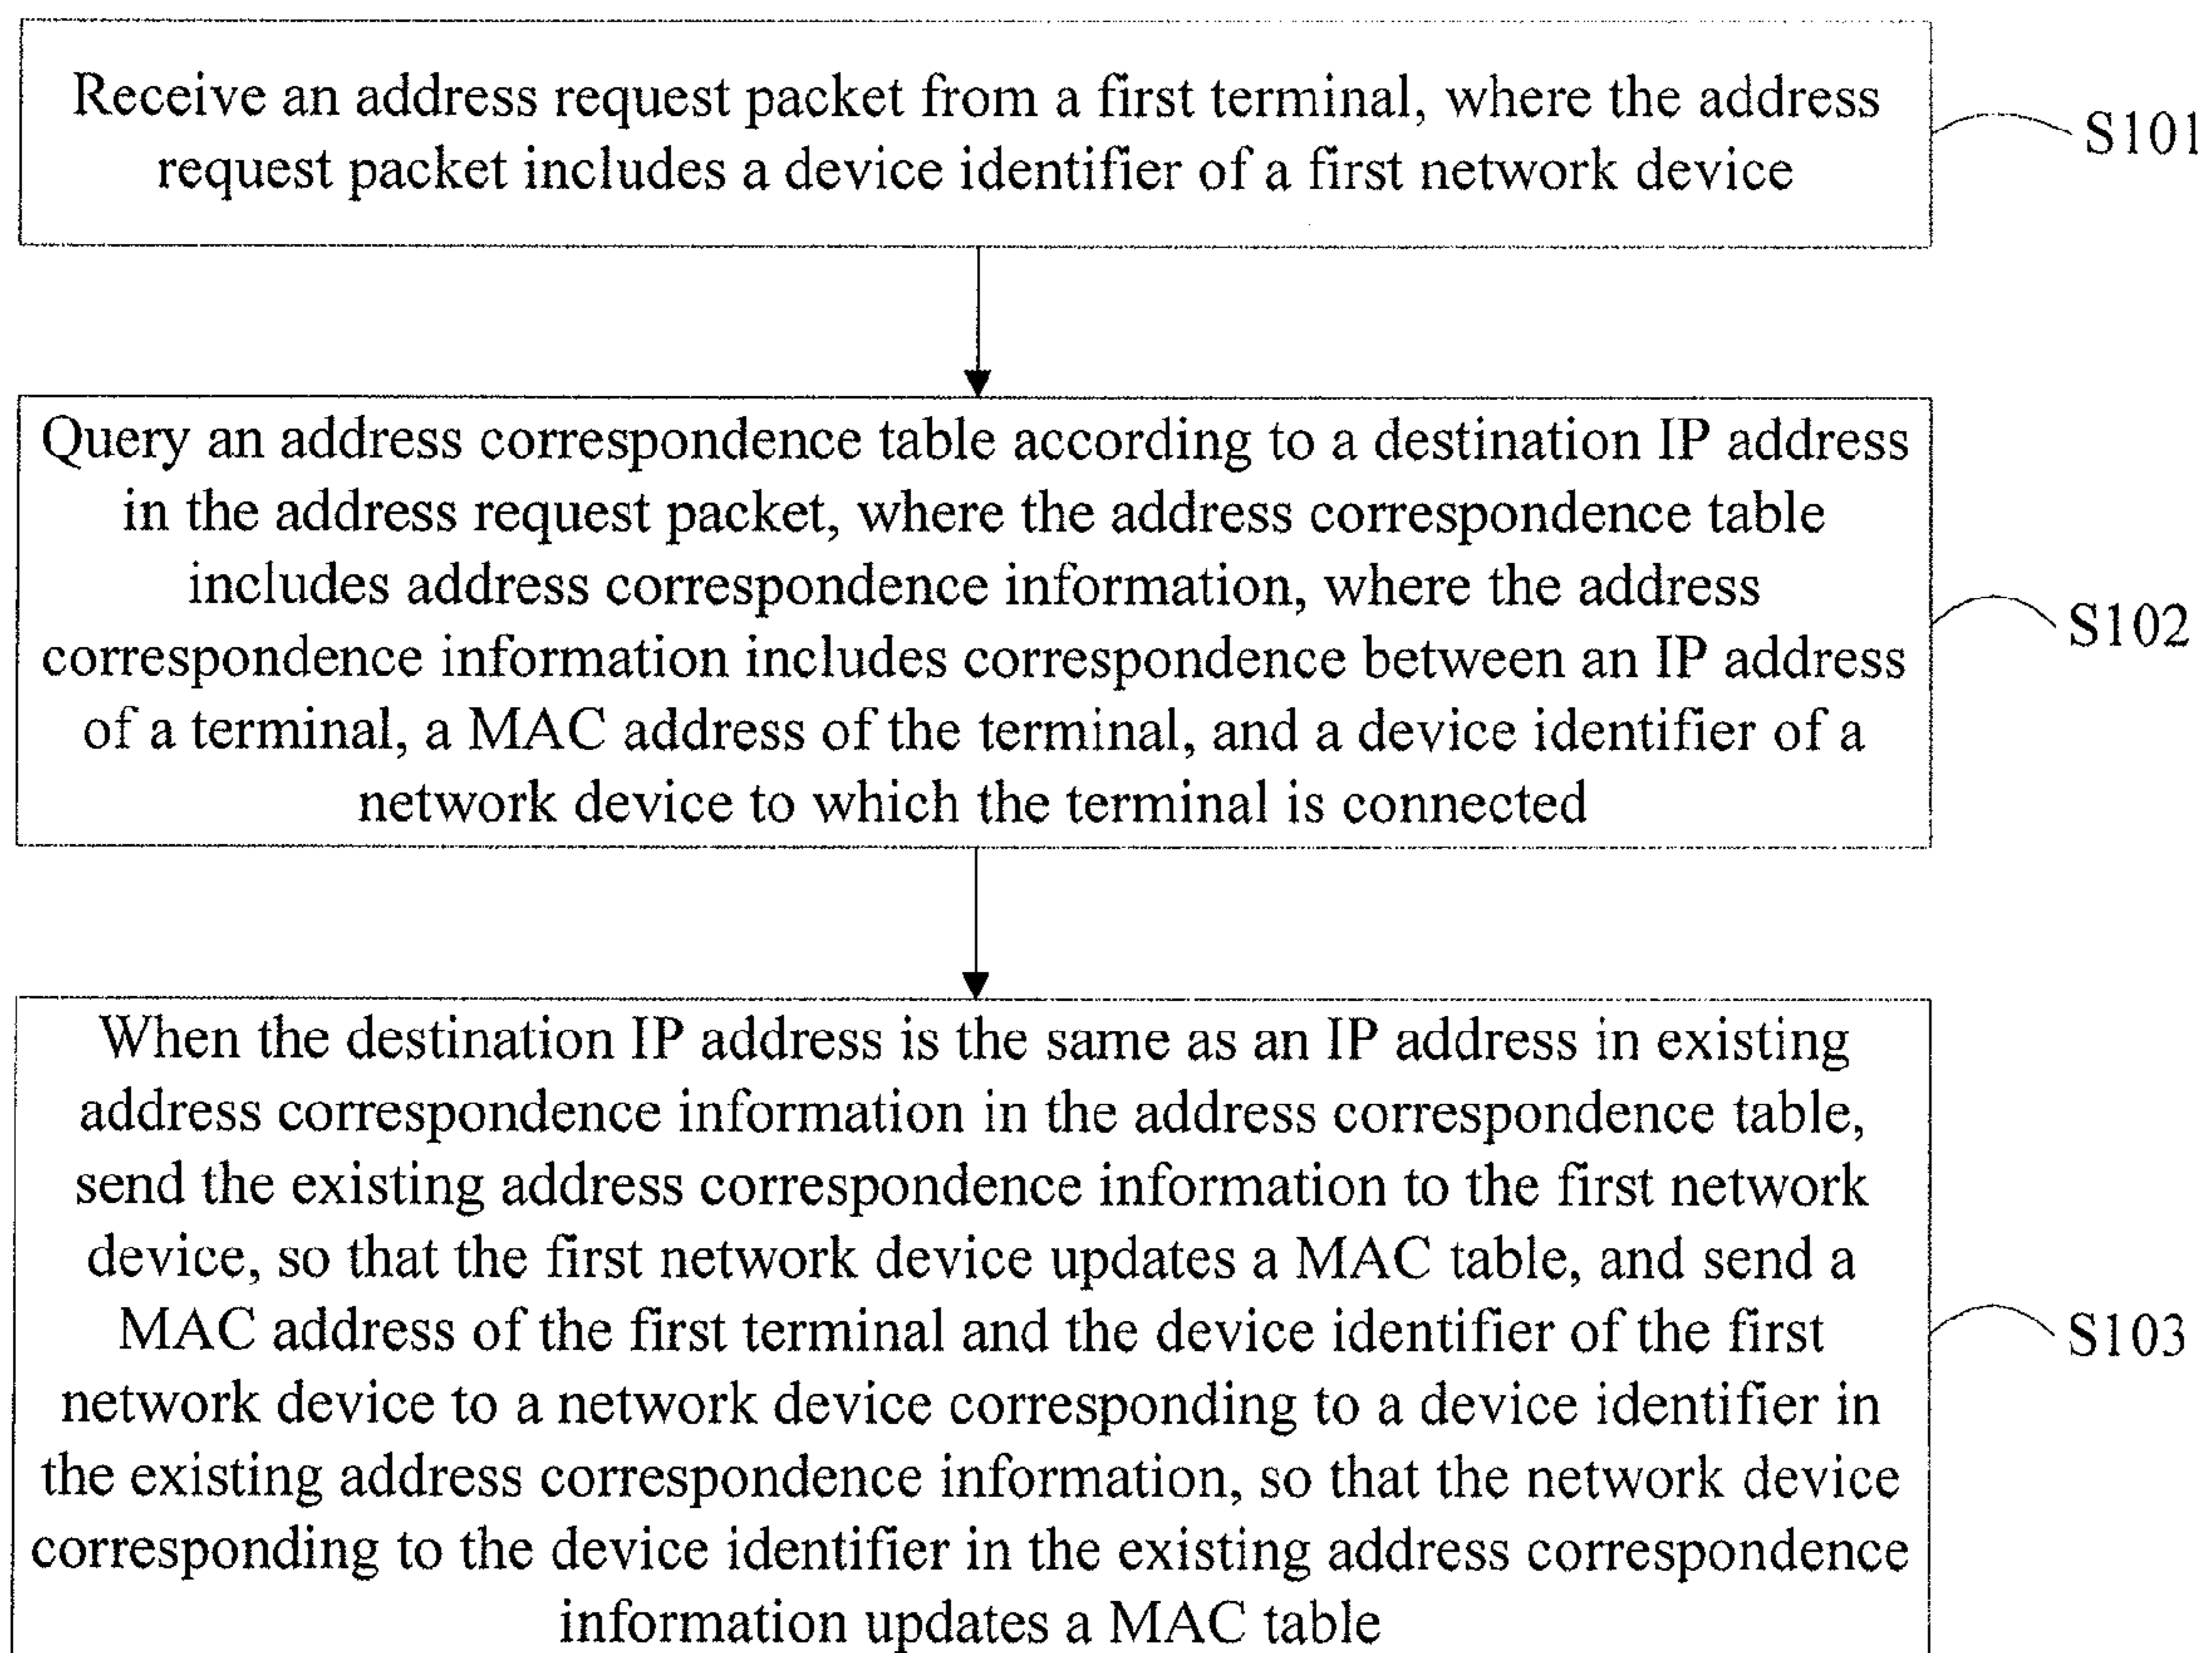 Receive an address request packet from a first terminal, where the address
request packet includes a device identifier of a first network device
S101
Query an address correspondence table according to a destination IP address
in the address request packet, where the address correspondence table
includes address correspondence information, where the address
correspondence information includes correspondence between an IP address
of a terminal, a MAC address of the terminal, and a device identifier of a
network device to which the terminal is connected
S102
When the destination IP address is the same as an IP address in existing
address correspondence information in the address correspondence table,
send the existing address correspondence information to the first network
device, so that the first network device updates a MAC table, and send a
MAC address of the first terminal and the device identifier of the first
network device to a network device corresponding to a device identifier in
the existing address correspondence information, so that the network device
corresponding to the device identifier in the existing address correspondence
information updates a MAC table
S103